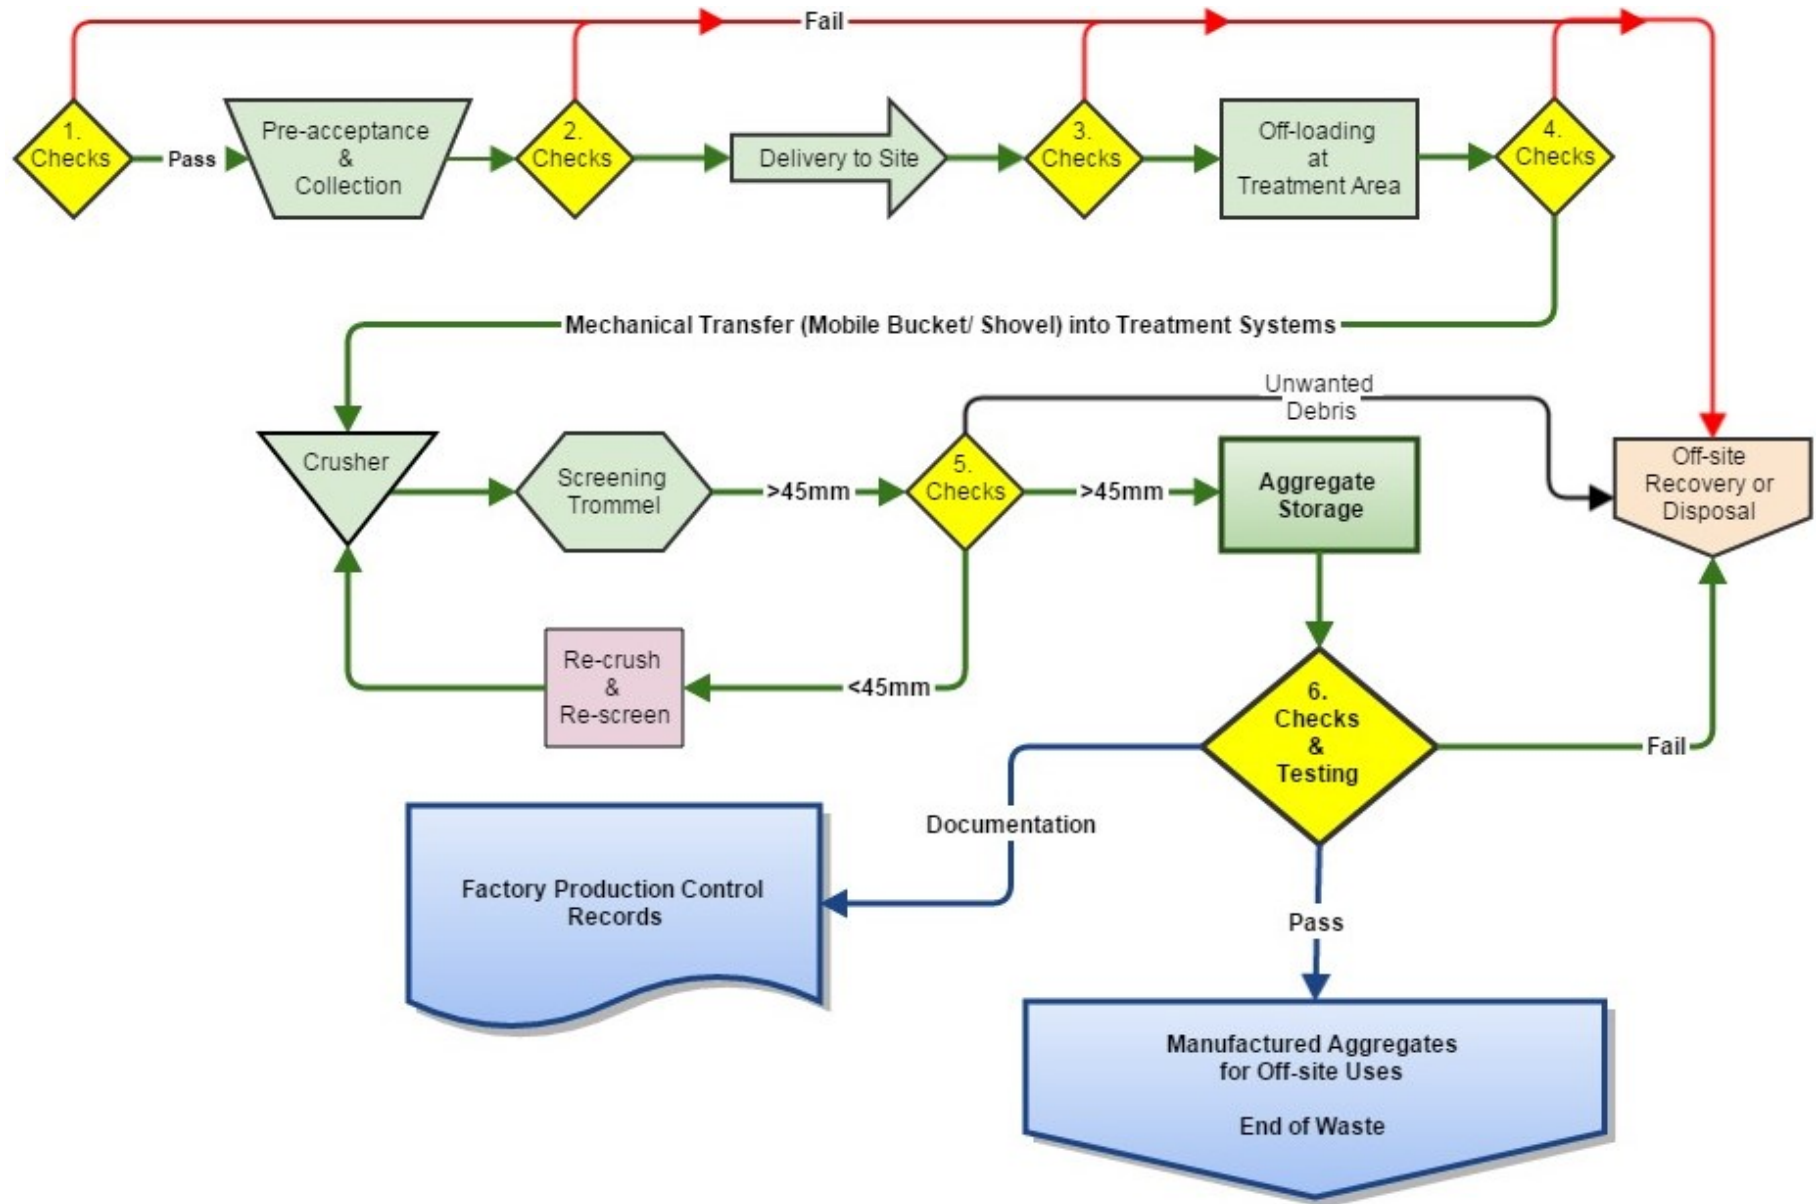 Fail
1.
Checks
Pass
Pre-acceptance
&
Collection
2.
Checks
Delivery to Site
3.
Checks
Off-loading
at
Treatment Area
4.
Checks
Mechanical Transfer (Mobile Bucket/ Shovel) into Treatment Systems
Crusher
Screening
Trommel
>45mm
5.
Checks
>45mm
Unwanted
Debris
Aggregate
Storage
Off-site
Recovery or
Disposal
Re-crush
&
Re-screen
<45mm
6.
Checks
&
Testing
Fail
Documentation
Factory Production Control
Records
Pass
Manufactured Aggregates
for Off-site Uses
End of Waste